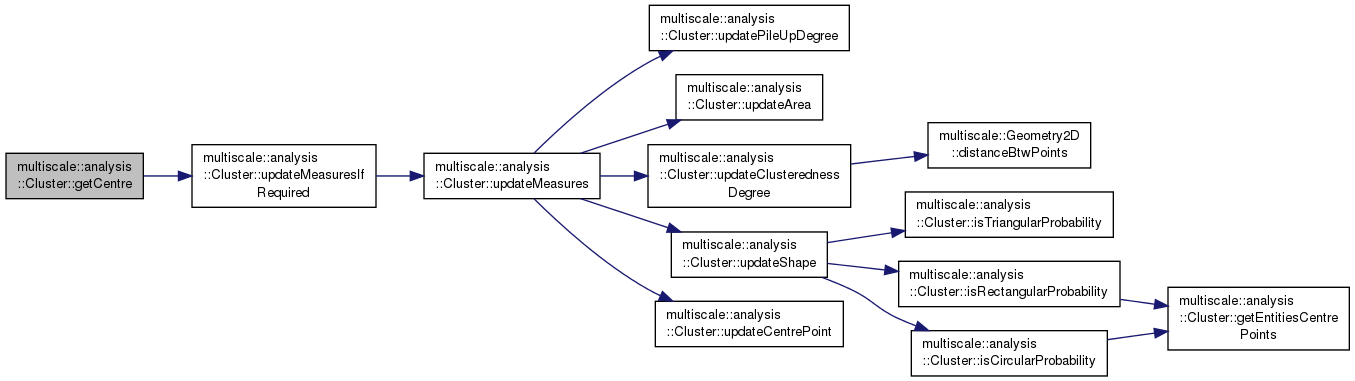 multiscale::analysis
::Cluster::getCentre
multiscale::analysis
::Cluster::updateMeasuresIf
Required
multiscale::analysis
::Cluster::updateMeasures
multiscale::analysis
::Cluster::updatePileUpDegree
multiscale::analysis
::Cluster::updateArea
multiscale::analysis
::Cluster::updateClusteredness
Degree
multiscale::analysis
::Cluster::updateShape
multiscale::analysis
::Cluster::updateCentrePoint
multiscale::Geometry2D
::distanceBtwPoints
multiscale::analysis
::Cluster::isTriangularProbability
multiscale::analysis
::Cluster::isRectangularProbability
multiscale::analysis
::Cluster::isCircularProbability
multiscale::analysis
::Cluster::getEntitiesCentre
Points